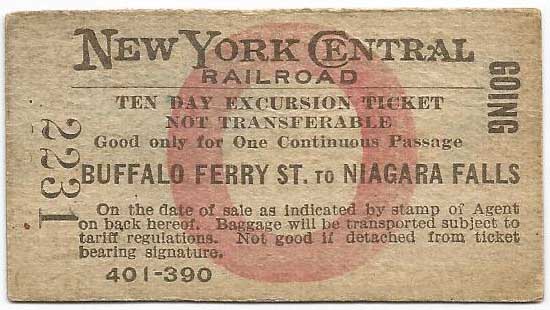 NEW YORK CENTRAL
RAILROAD
TEN DAY EXCURSION TICKET
NOT TRANSFERABLE
Good only for One Continuous Passage
BUFFALO FERRY ST. TO NIAGARA FALLS
On the date of sale as indicated by stamp of Agent
on back hereof. Baggage will be transported subject to
tariff regulations. Not good if detached from ticket
bearing signature.
401-390
2231
GOING
0